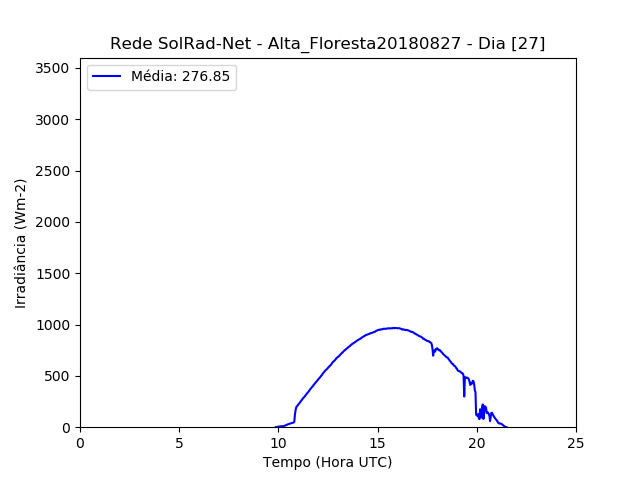 Rede SolRad-Net - Alta_Floresta20180827 - Dia [27]
Média: 276.85
3500
3000
2500
2000
1500
1000
500
0
Irradiância (Wm-2)
0 5 10 15 20 25
Tempo (Hora UTC)